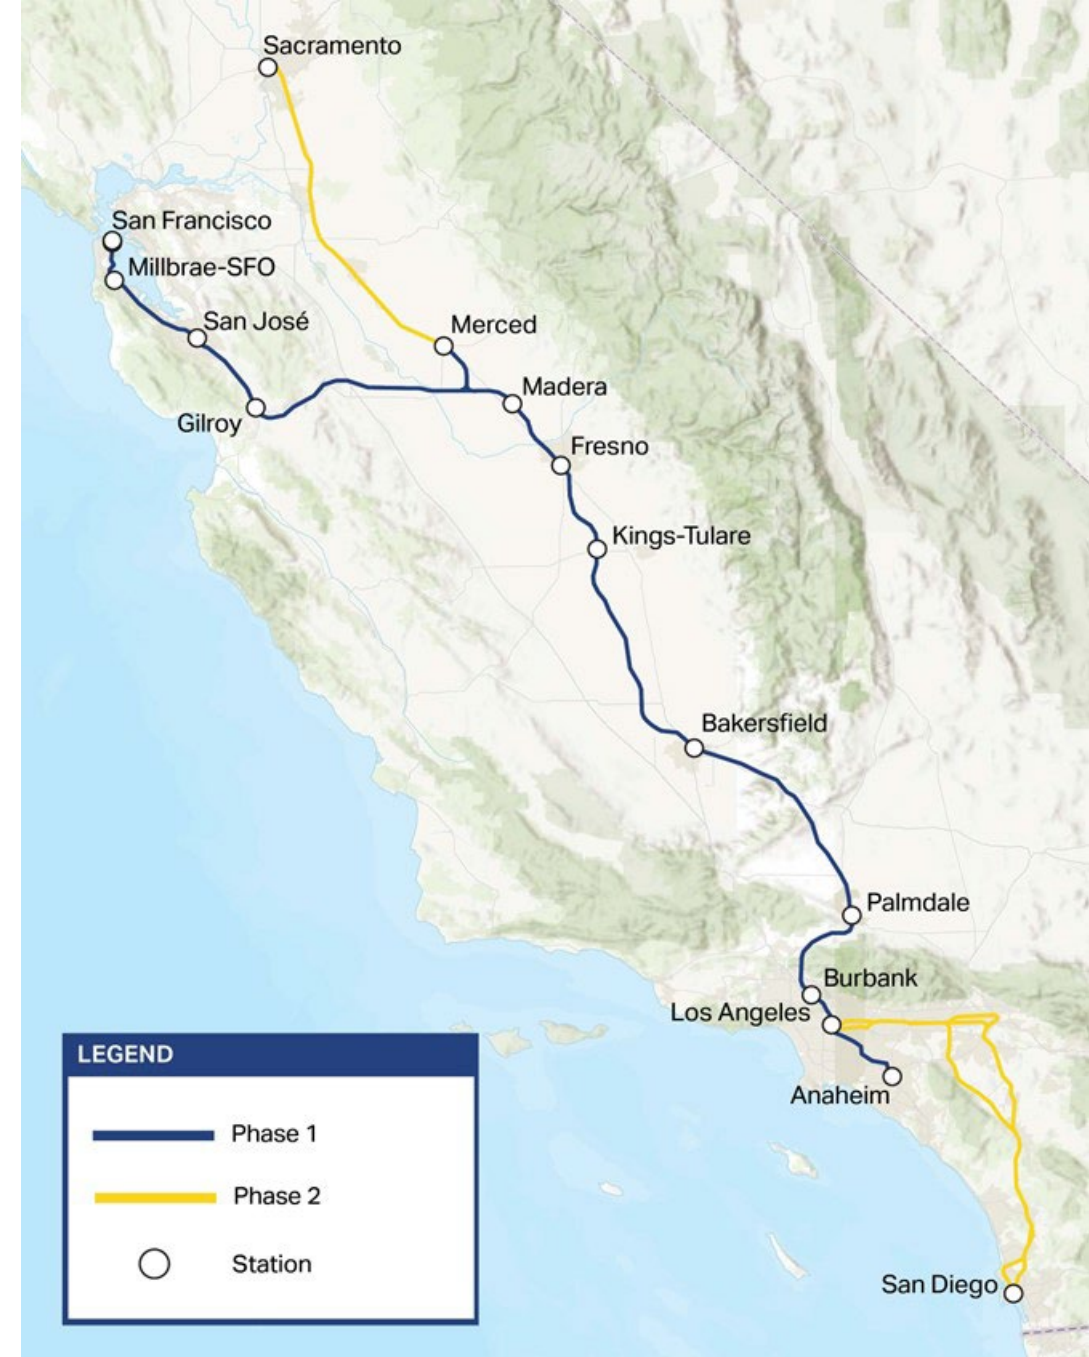 Sacramento
San Francisco
Millbrae-SFO
San José
Merced
Madera
Gilroy
Fresno
Kings-Tulare
Bakersfield
Palmdale
Burbank
Los Angeles
Anaheim
San Diego
LEGEND
Phase 1
Phase 2
Station